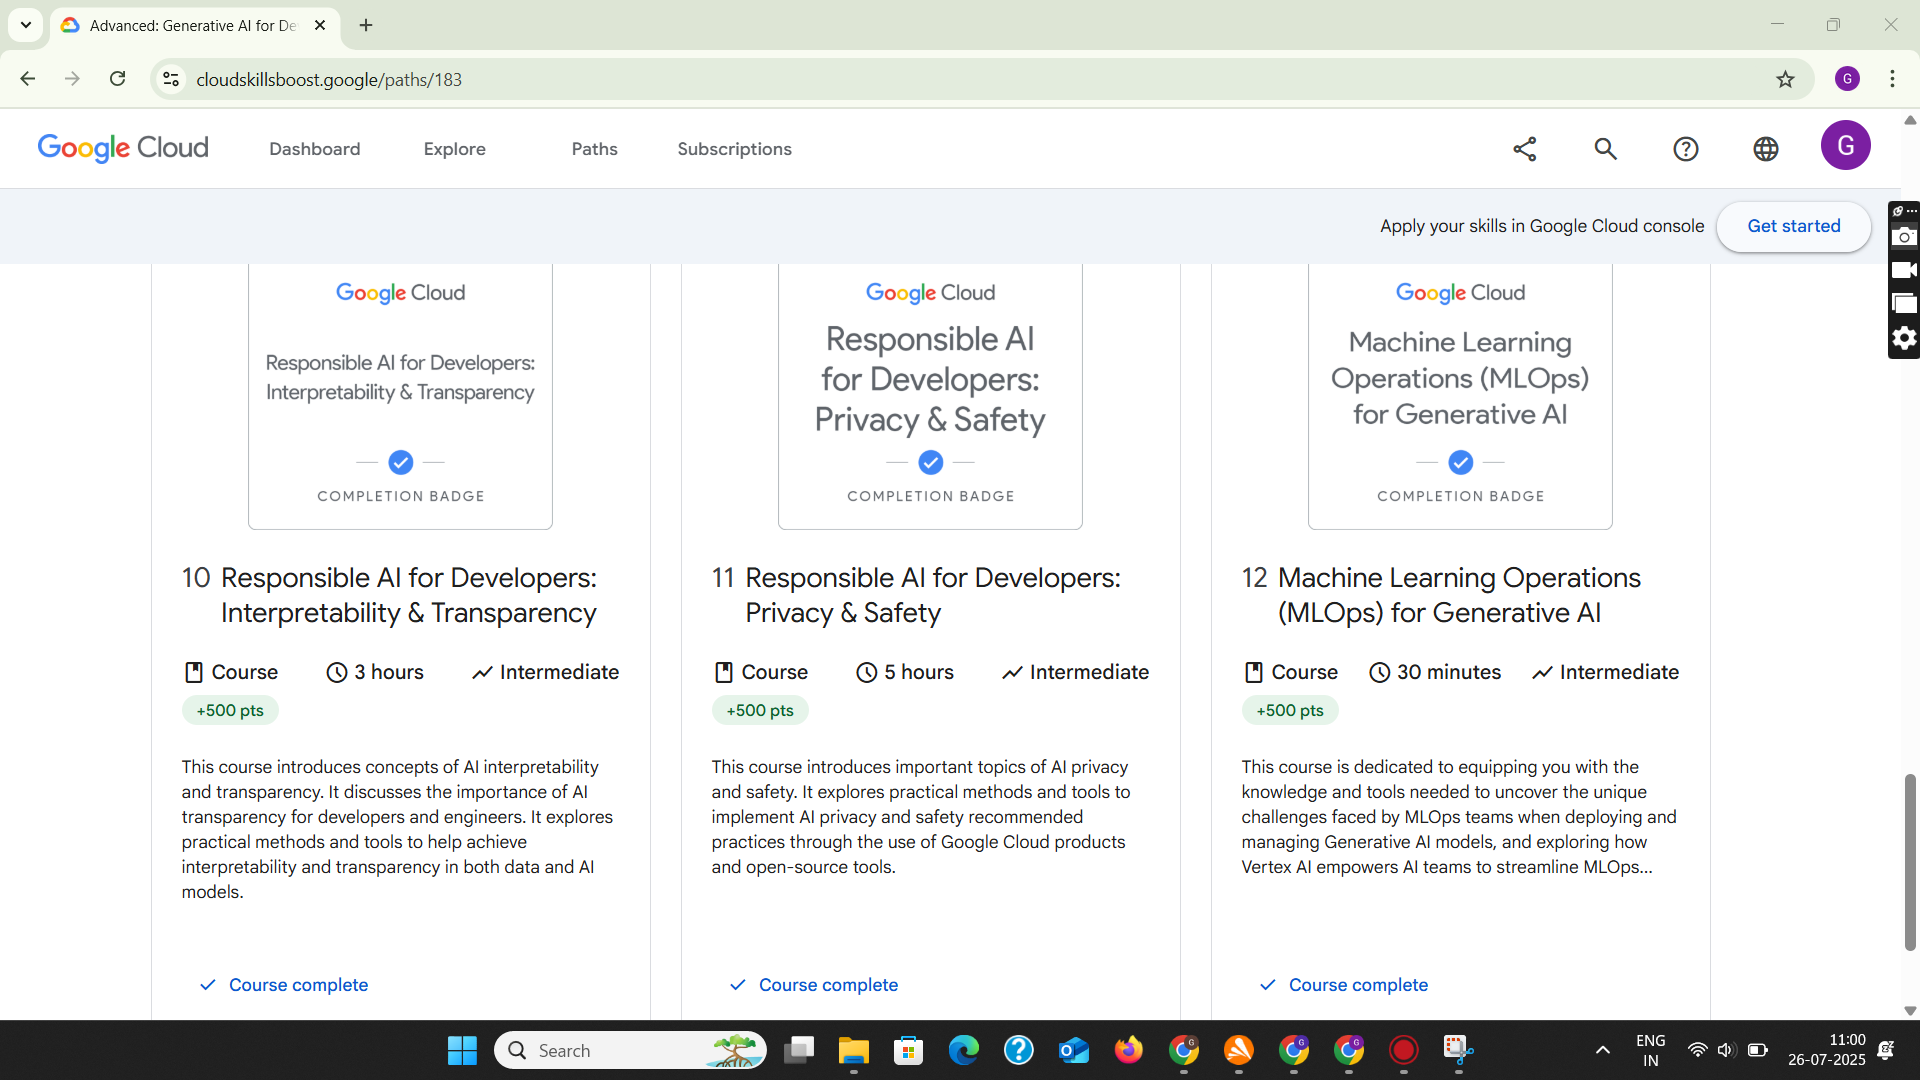 Advanced: Generative AI for De
cloudskillsboost.google/paths/183
G
Google Cloud
Dashboard
Explore
Paths
Subscriptions
G
Apply your skills in Google Cloud console
Get started
Google Cloud
Responsible AI for Developers:
Interpretability & Transparency
COMPLETION BADGE
10 Responsible AI for Developers:
Interpretability & Transparency
Course
3 hours
Intermediate
+500 pts
This course introduces concepts of AI interpretability
and transparency. It discusses the importance of AI
transparency for developers and engineers. It explores
practical methods and tools to help achieve
interpretability and transparency in both data and AI
models.
Course complete
Google Cloud
Responsible AI
for Developers:
Privacy & Safety
COMPLETION BADGE
11 Responsible AI for Developers:
Privacy & Safety
Course
5 hours
Intermediate
+500 pts
This course introduces important topics of AI privacy
and safety. It explores practical methods and tools to
implement AI privacy and safety recommended
practices through the use of Google Cloud products
and open-source tools.
Course complete
Google Cloud
Machine Learning
Operations (MLOps)
for Generative AI
COMPLETION BADGE
12 Machine Learning Operations
(MLOps) for Generative AI
Course
30 minutes
Intermediate
+500 pts
This course is dedicated to equipping you with the
knowledge and tools needed to uncover the unique
challenges faced by MLOps teams when deploying and
managing Generative AI models, and exploring how
Vertex AI empowers AI teams to streamline MLOps...
Course complete
Search
ENG
IN
11:00
26-07-2025